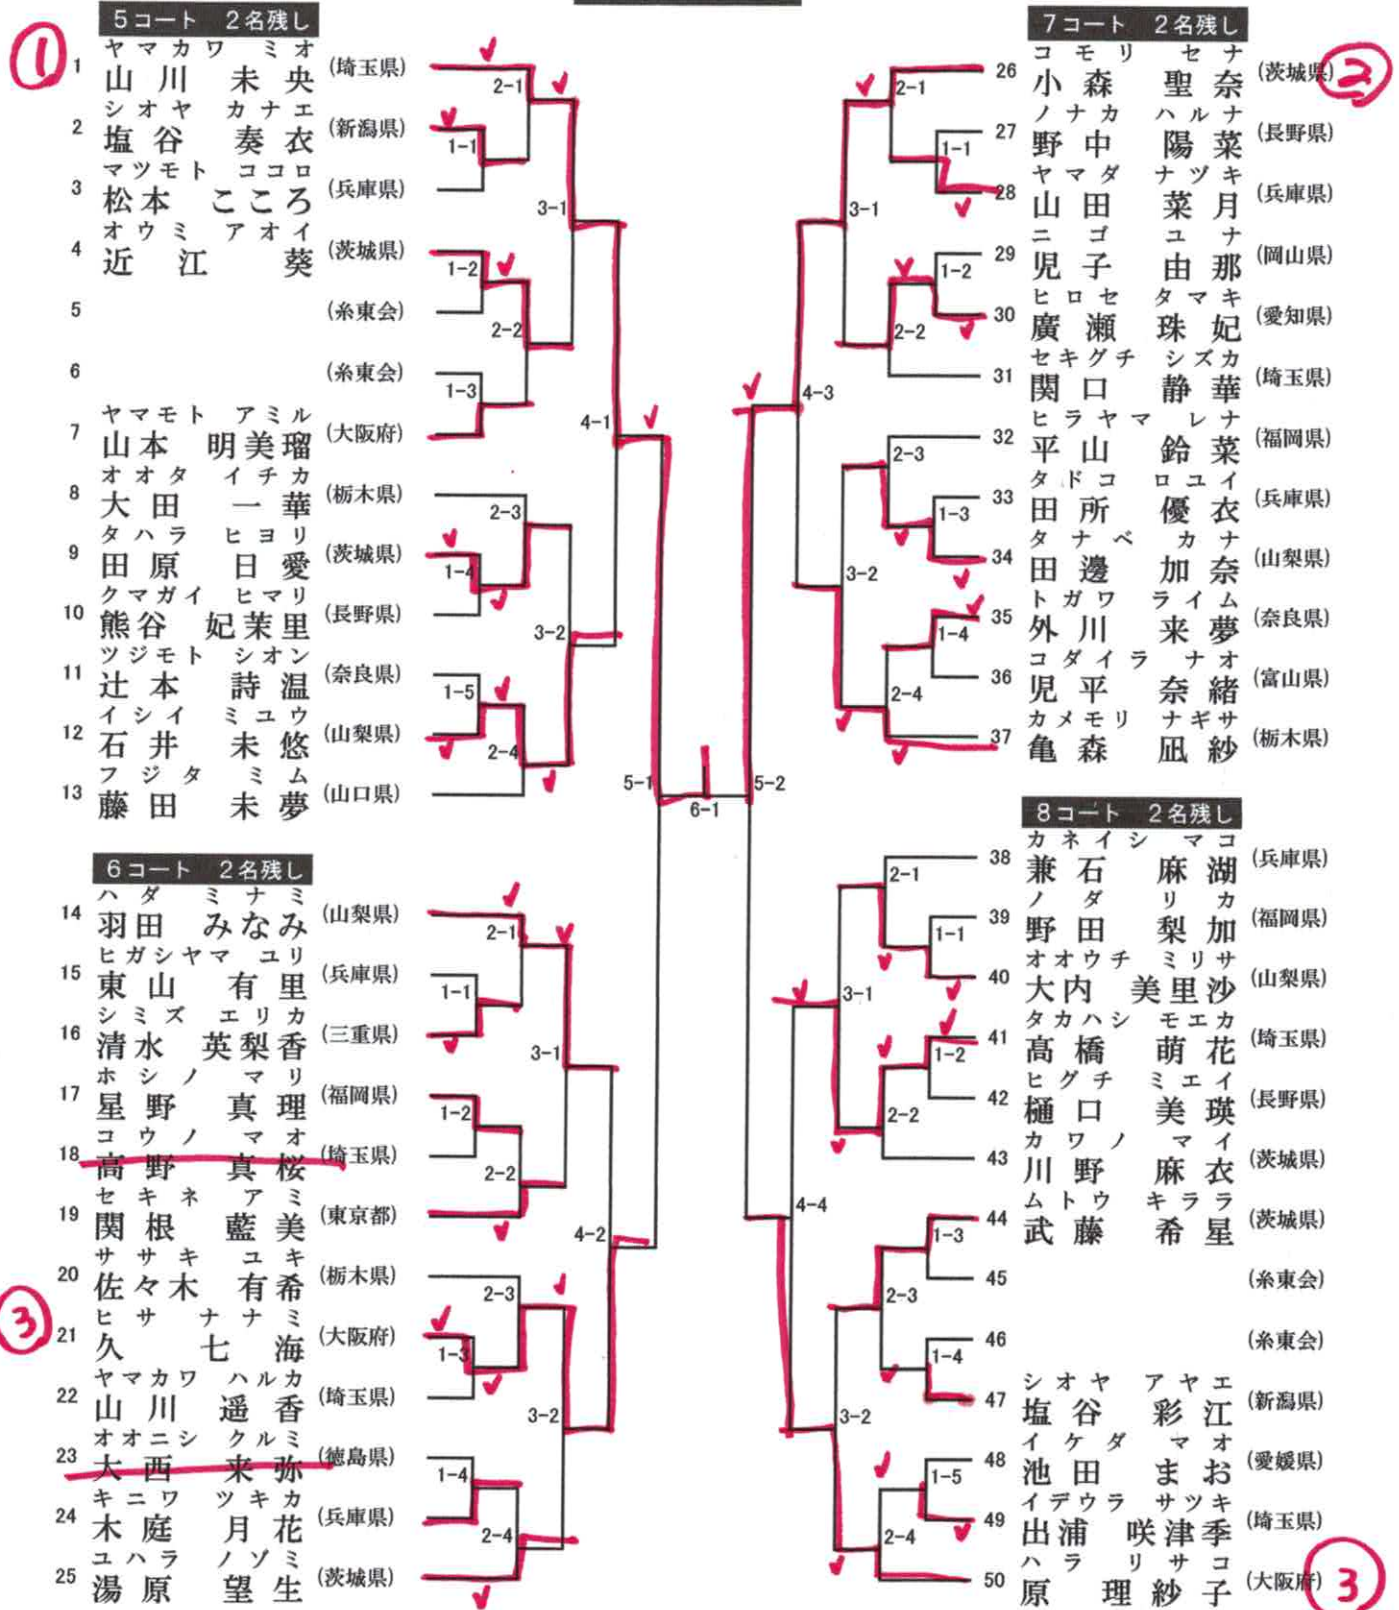 5コート 2名残し
①
ヤマカワ ミオ
1 山川 未央 (埼玉県)
シオヤ カナエ
2 塩谷 奏衣 (新潟県)
マツモト ココロ
3 松本 こころ (兵庫県)
オウミ アオイ
4 近江 葵 (茨城県)
5 (糸東会)
6 (糸東会)
ヤマモト アミル
7 山本 明美瑠 (大阪府)
オオタ イチカ
8 大田 一華 (栃木県)
タハラ ヒヨリ
9 田原 日愛 (茨城県)
クマガイ ヒマリ
10 熊谷 妃茉里 (長野県)
ツジモト シオン
11 辻本 詩温 (奈良県)
イシイ ミユウ
12 石井 未悠 (山梨県)
フジタ ミム
13 藤田 未夢 (山口県)
2-1
1-1
3-1
1-2
2-2
1-3
4-1
2-3
1-4
3-2
1-5
2-4
5-1
6コート 2名残し
ハダ ミナミ
14 羽田 みなみ (山梨県)
ヒガシヤマ ユリ
15 東山 有里 (兵庫県)
シミズ エリカ
16 清水 英梨香 (三重県)
ホシノ マリ
17 星野 真理 (福岡県)
コウノ マオ
18 高野 真桜 (埼玉県)
セキネ アミ
19 関根 藍美 (東京都)
ササキ ユキ
20 佐々木 有希 (栃木県)
③
ヒサ ナナミ
21 久 七海 (大阪府)
ヤマカワ ハルカ
22 山川 遥香 (埼玉県)
オオニシ クルミ
23 大西 来弥 (徳島県)
キニワ ツキカ
24 木庭 月花 (兵庫県)
ユハラ ノゾミ
25 湯原 望生 (茨城県)
2-1
1-1
3-1
1-2
2-2
4-2
2-3
1-3
3-2
1-4
2-4
6-1
7コート 2名残し
②
コモリ セナ
26 小森 聖奈 (茨城県)
ノナカ ハルナ
27 野中 陽菜 (長野県)
ヤマダ ナヅキ
28 山田 菜月 (兵庫県)
ニゴ ユナ
29 児子 由那 (岡山県)
ヒロセ タマキ
30 廣瀬 珠妃 (愛知県)
セキグチ シズカ
31 関口 静華 (埼玉県)
ヒラヤマ レナ
32 平山 鈴菜 (福岡県)
タドコロ ユイ
33 田所 優衣 (兵庫県)
タナベ カナ
34 田邊 加奈 (山梨県)
トガワ ライム
35 外川 来夢 (奈良県)
コダイラ ナオ
36 児平 奈緒 (富山県)
カメモリ ナギサ
37 亀森 凪紗 (栃木県)
2-1
1-1
3-1
1-2
2-2
4-3
2-3
1-3
3-2
1-4
2-4
5-2
8コート 2名残し
カネイシ マコ
38 兼石 麻湖 (兵庫県)
ノダ リカ
39 野田 梨加 (福岡県)
オオウチ ミリサ
40 大内 美里沙 (山梨県)
タカハシ モエカ
41 髙橋 萌花 (埼玉県)
ヒグチ ミエイ
42 樋口 美瑛 (長野県)
カワノ マイ
43 川野 麻衣 (茨城県)
ムトウ キララ
44 武藤 希星 (茨城県)
45 (糸東会)
46 (糸東会)
シオヤ アヤエ
47 塩谷 彩江 (新潟県)
イケダ マオ
48 池田 まお (愛媛県)
イデウラ サツキ
49 出浦 咲津季 (埼玉県)
ハラ リサコ
50 原 理紗子 (大阪府)
③
2-1
1-1
3-1
1-2
2-2
4-4
1-3
2-3
1-4
3-2
1-5
2-4